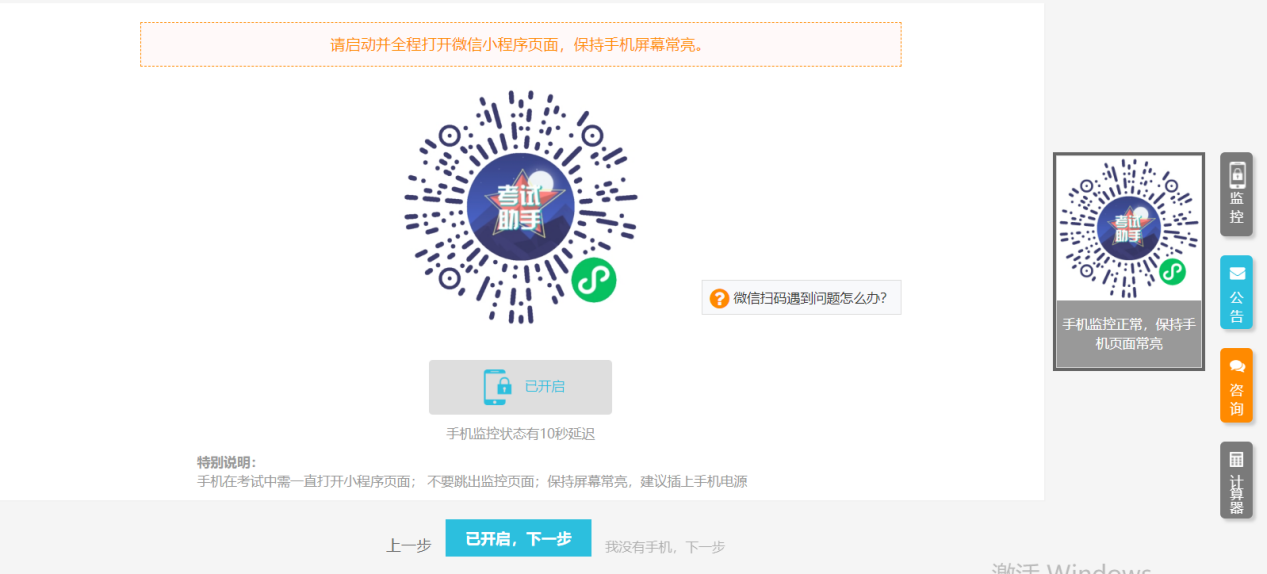 请启动并全程打开微信小程序页面，保持手机屏幕常亮。
考试
助手
微信扫码遇到问题怎么办?
已开启
手机监控状态有10秒延迟
特别说明：
手机在考试中需一直打开小程序页面； 不要跳出监控页面；保持屏幕常亮，建议插上手机电源
上一步
已开启，下一步
我没有手机，下一步
考试
助手
手机监控正常，保持手
机页面常亮
监控
公告
咨询
计算器
激活 Windows